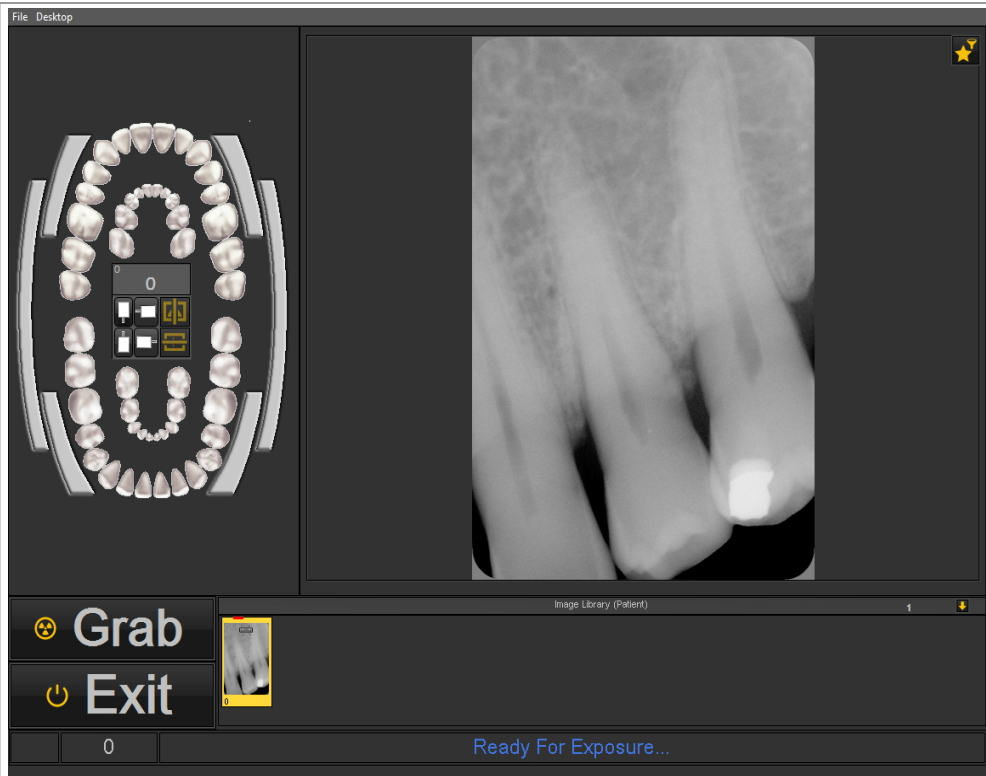 File Desktop
0
0
Image Library (Patient)
1
Grab
0
Exit
0
Ready For Exposure...